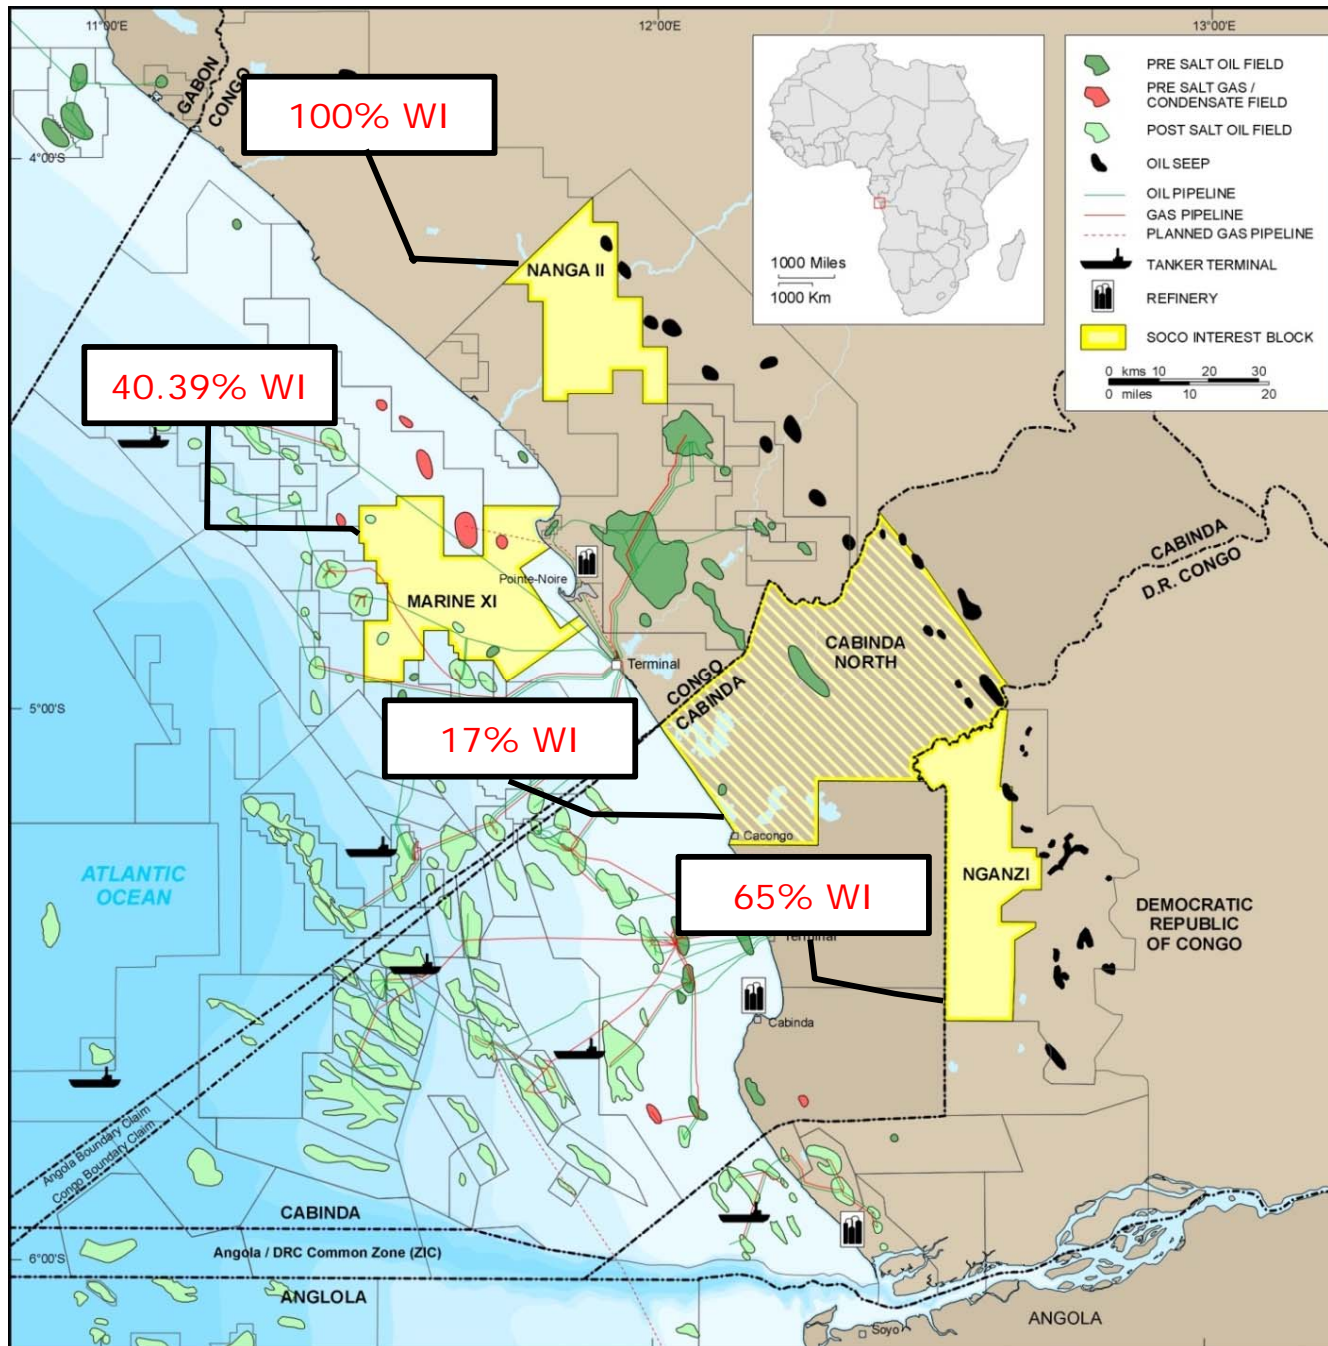 11°00'E
12°00'E
13°00'E
4°00'S
5°00'S
6°00'S
GABON
CONGO
100% WI
NANGA II
40.39% WI
MARINE XI
Pointe-Noire
Terminal
CONGO
CABINDA
CABINDA
NORTH
CABINDA
D.R. CONGO
17% WI
Cacongo
NGANZI
65% WI
Terminal
Cabinda
DEMOCRATIC
REPUBLIC
OF CONGO
ATLANTIC
OCEAN
Angola Boundary Claim
Congo Boundary Claim
CABINDA
Angola / DRC Common Zone (ZIC)
ANGLOLA
ANGOLA
Soyo
1000 Miles
1000 Km
PRE SALT OIL FIELD
PRE SALT GAS /
CONDENSATE FIELD
POST SALT OIL FIELD
OIL SEEP
OIL PIPELINE
GAS PIPELINE
PLANNED GAS PIPELINE
TANKER TERMINAL
REFINERY
SOCO INTEREST BLOCK
0 kms 10 20 30
0 miles 10 20